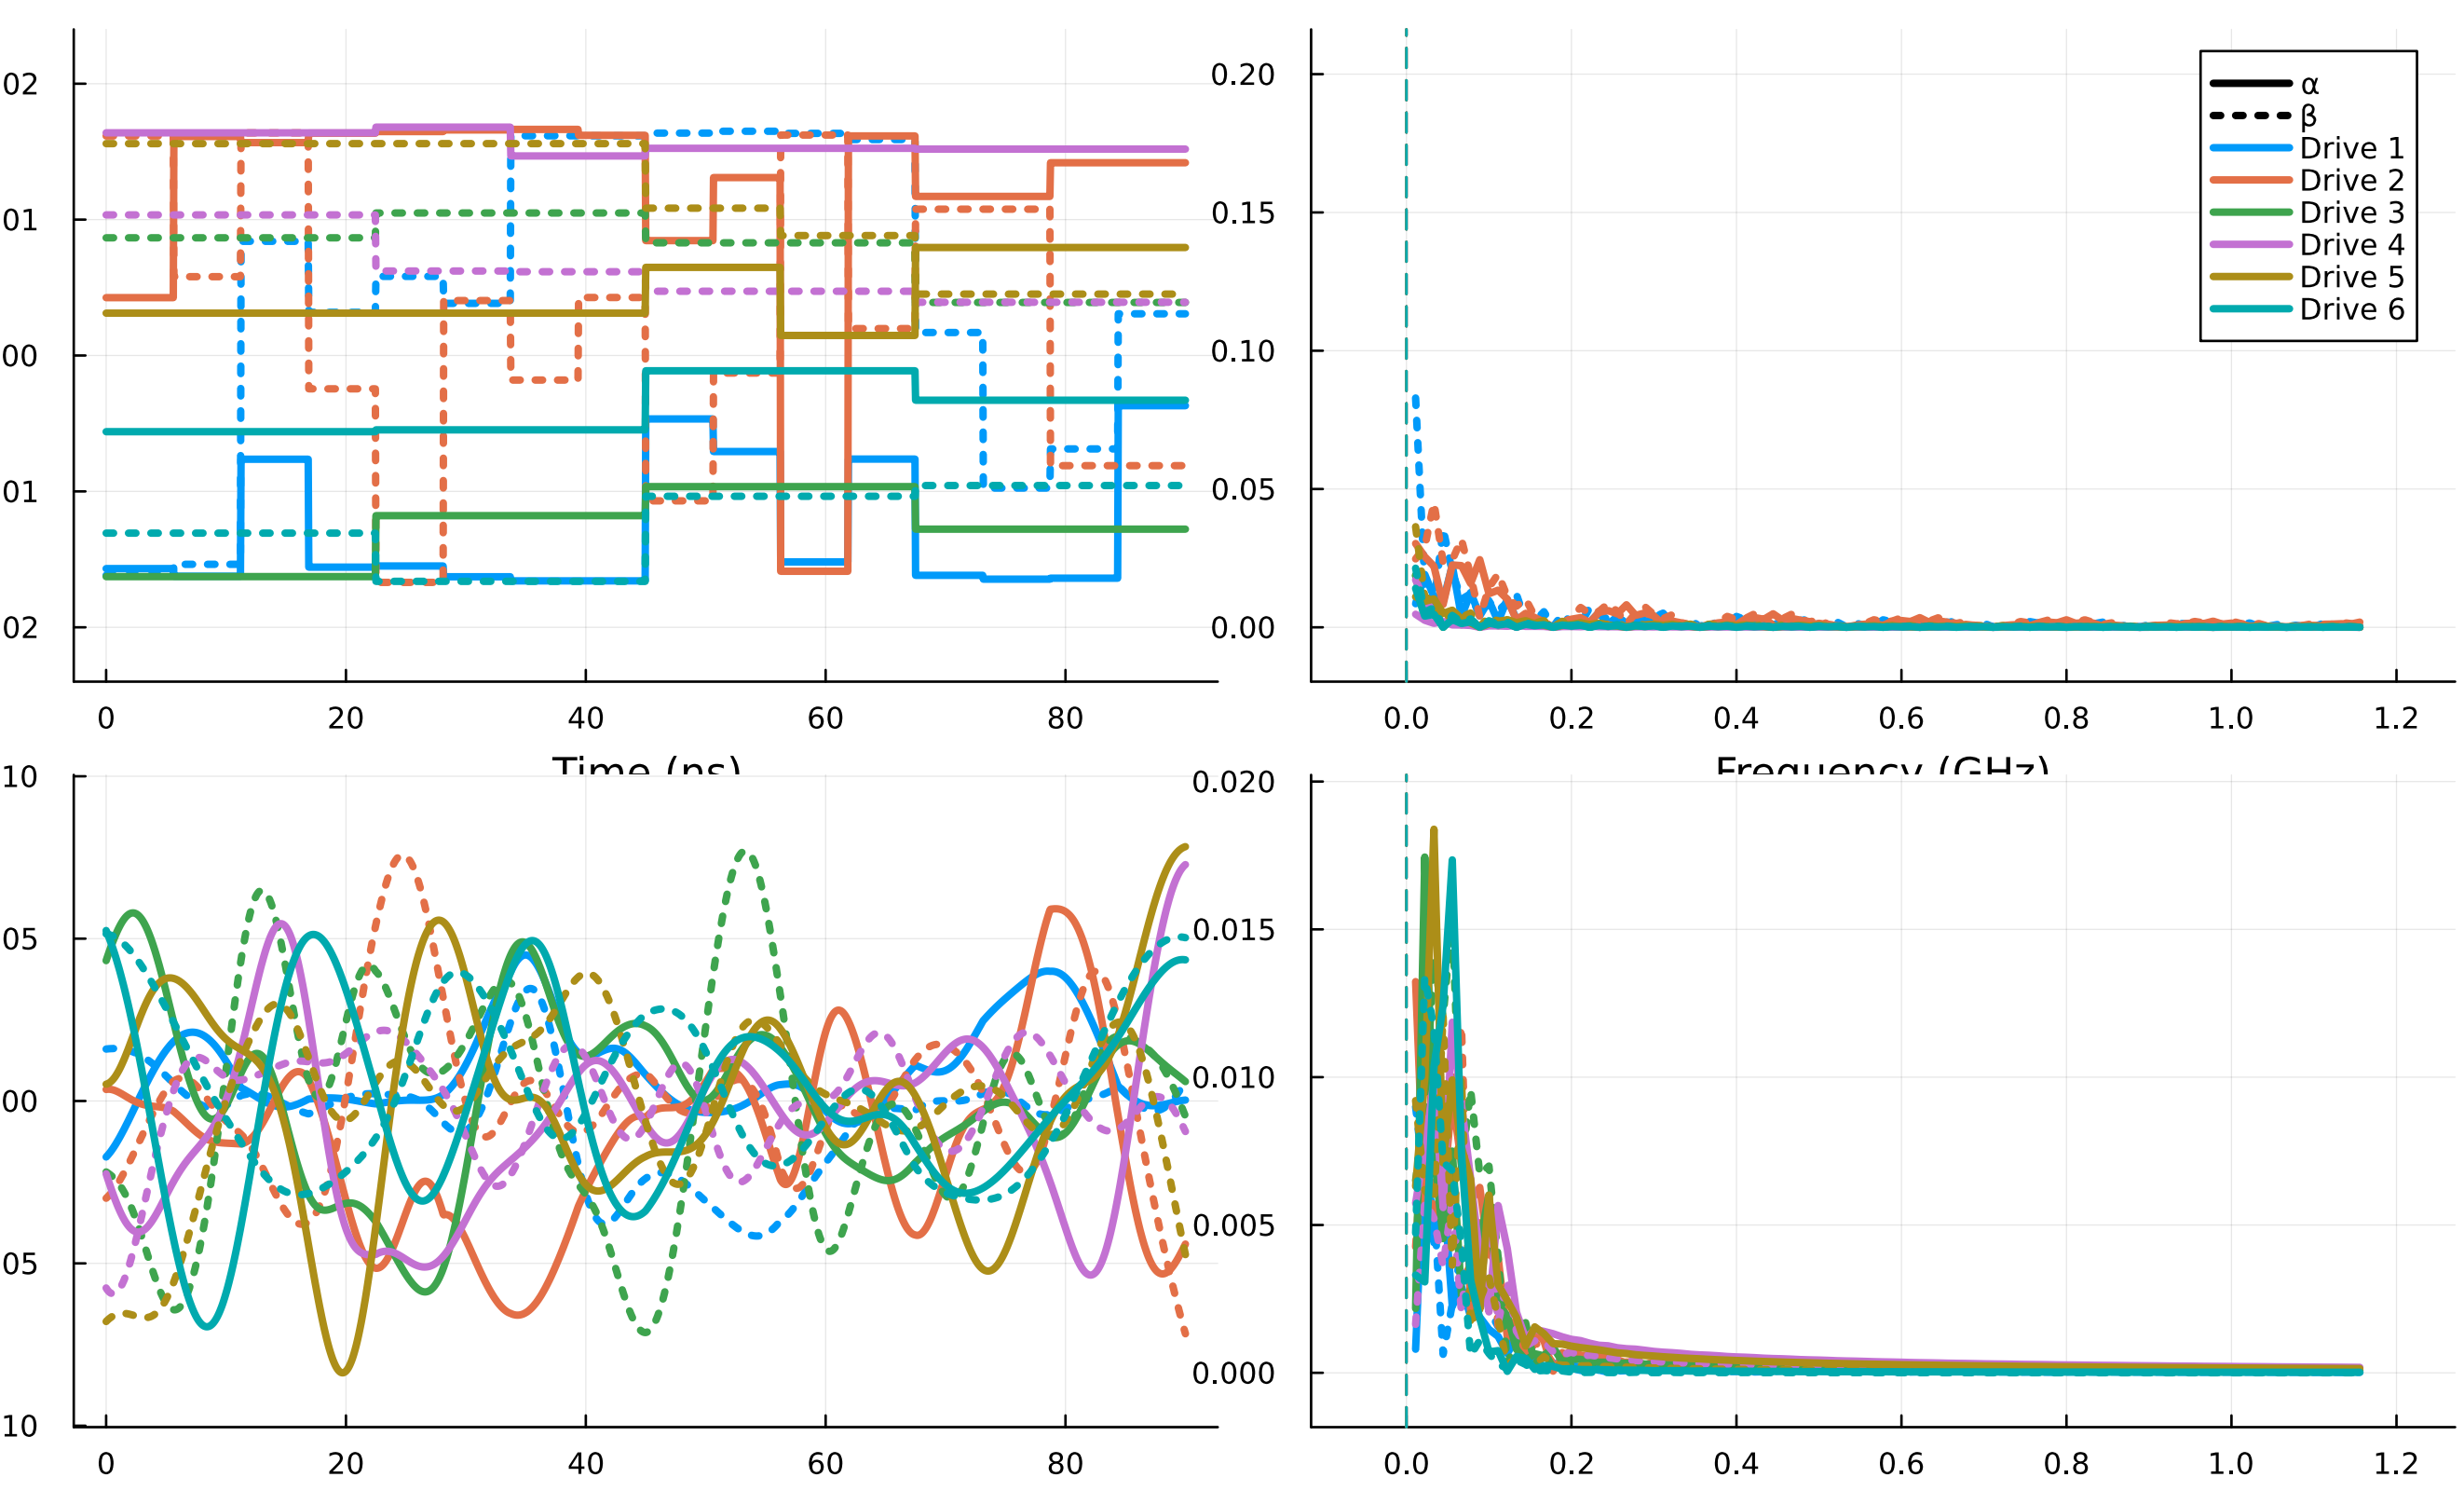 02
01
00
01
02
0 20 40 60 80
Time (ns)
0.20
0.15
0.10
0.05
0.00
0.0 0.2 0.4 0.6 0.8 1.0 1.2
Frequency (GHz)
α
β
Drive 1
Drive 2
Drive 3
Drive 4
Drive 5
Drive 6
10
05
00
05
10
0 20 40 60 80
0.020
0.015
0.010
0.005
0.000
0.0 0.2 0.4 0.6 0.8 1.0 1.2